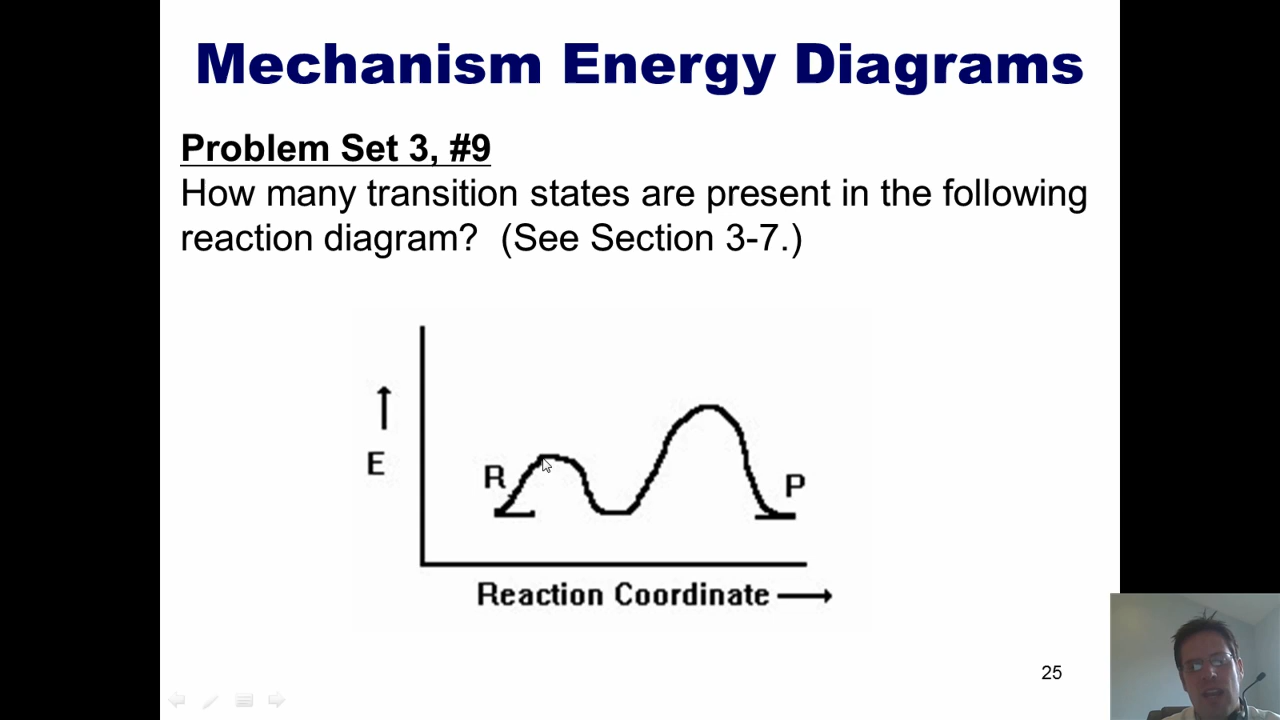 Mechanism Energy Diagrams
Problem Set 3, #9
How many transition states are present in the following
reaction diagram? (See Section 3-7.)
E
R
P
Reaction Coordinate
25